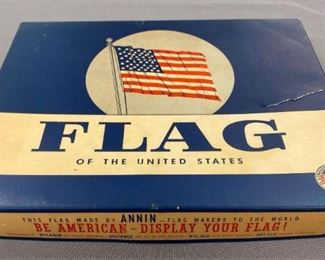 FLAG
OF THE UNITED STATES
THIS FLAG MADE BY ANNIN — FLAG MAKERS TO THE WORLD
BE AMERICAN — DISPLAY YOUR FLAG!